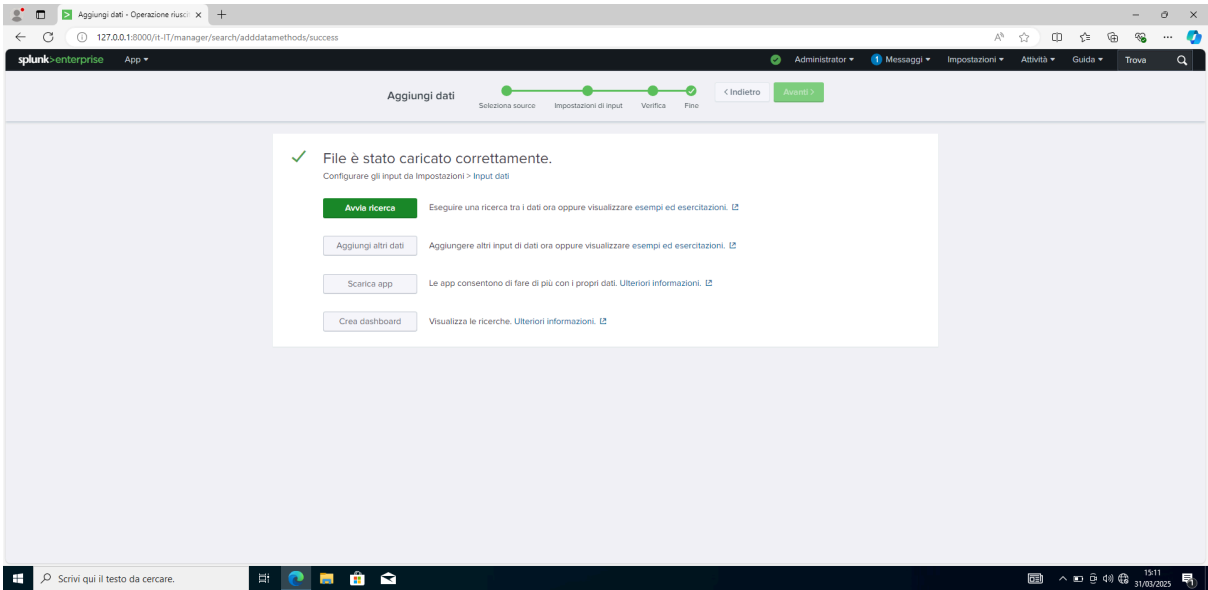 Aggiungi dati - Operazione riusci
127.0.0.1:8000/it-IT/manager/search/adddatamethods/success
splunk>enterprise App Administrator 1 Messaggi Impostazioni Attività Guida Trova
Aggiungi dati
Seleziona source Impostazioni di input Verifica Fine
< Indietro Avanti >
File è stato caricato correttamente.
Configurare gli input da Impostazioni > Input dati
Avvia ricerca Eseguire una ricerca tra i dati ora oppure visualizzare esempi ed esercitazioni.
Aggiungi altri dati Aggiungere altri input di dati ora oppure visualizzare esempi ed esercitazioni.
Scarica app Le app consentono di fare di più con i propri dati. Ulteriori informazioni.
Crea dashboard Visualizza le ricerche. Ulteriori informazioni.
Scrivi qui il testo da cercare.
15:11
31/03/2025